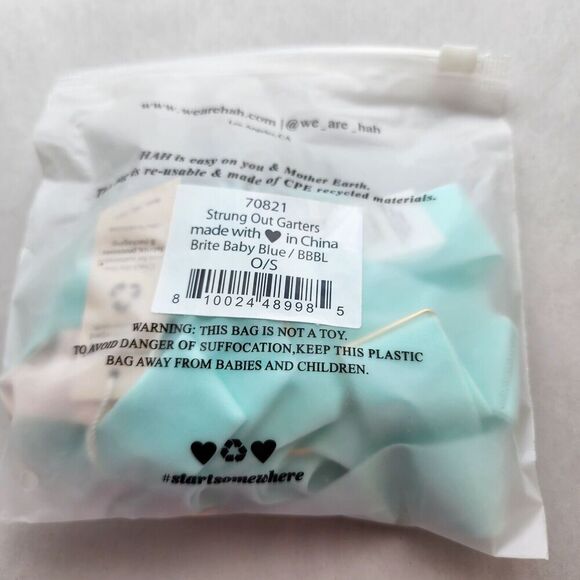 www.wearehah.com | @we_are_hah
Los Angeles, CA
HAH is easy on you & Mother Earth.
is re-usable & made of CPE recycled materials.
70821
Strung Out Garters
made with ♥ in China
Brite Baby Blue / BBBL
O/S
8 10024 48998 5
WARNING: THIS BAG IS NOT A TOY.
TO AVOID DANGER OF SUFFOCATION,KEEP THIS PLASTIC
BAG AWAY FROM BABIES AND CHILDREN.
#startsomewhere